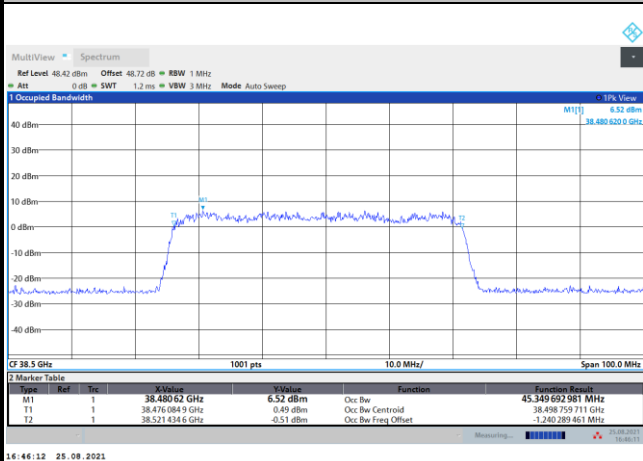 MultiView Spectrum
Ref Level 48.42 dBm Offset 48.72 dB RBW 1 MHz
Att 0 dB SWT 1.2 ms VBW 3 MHz Mode Auto Sweep
1 Occupied Bandwidth 1Pk View
M1[1] 6.52 dBm
38.480 620 0 GHz
40 dBm
30 dBm
20 dBm
10 dBm
M1
T1
T2
0 dBm
-10 dBm
-20 dBm
-30 dBm
-40 dBm
CF 38.5 GHz 1001 pts 10.0 MHz/ Span 100.0 MHz
2 Marker Table
Type Ref Trc X-Value Y-Value Function Function Result
M1 1 38.480 62 GHz 6.52 dBm Occ Bw 45.349 692 981 MHz
T1 1 38.476 084 9 GHz 0.49 dBm Occ Bw Centroid 38.498 759 711 GHz
T2 1 38.521 434 6 GHz -0.51 dBm Occ Bw Freq Offset -1.240 289 461 MHz
Measuring... 25.08.2021
16:46:11
16:46:12 25.08.2021